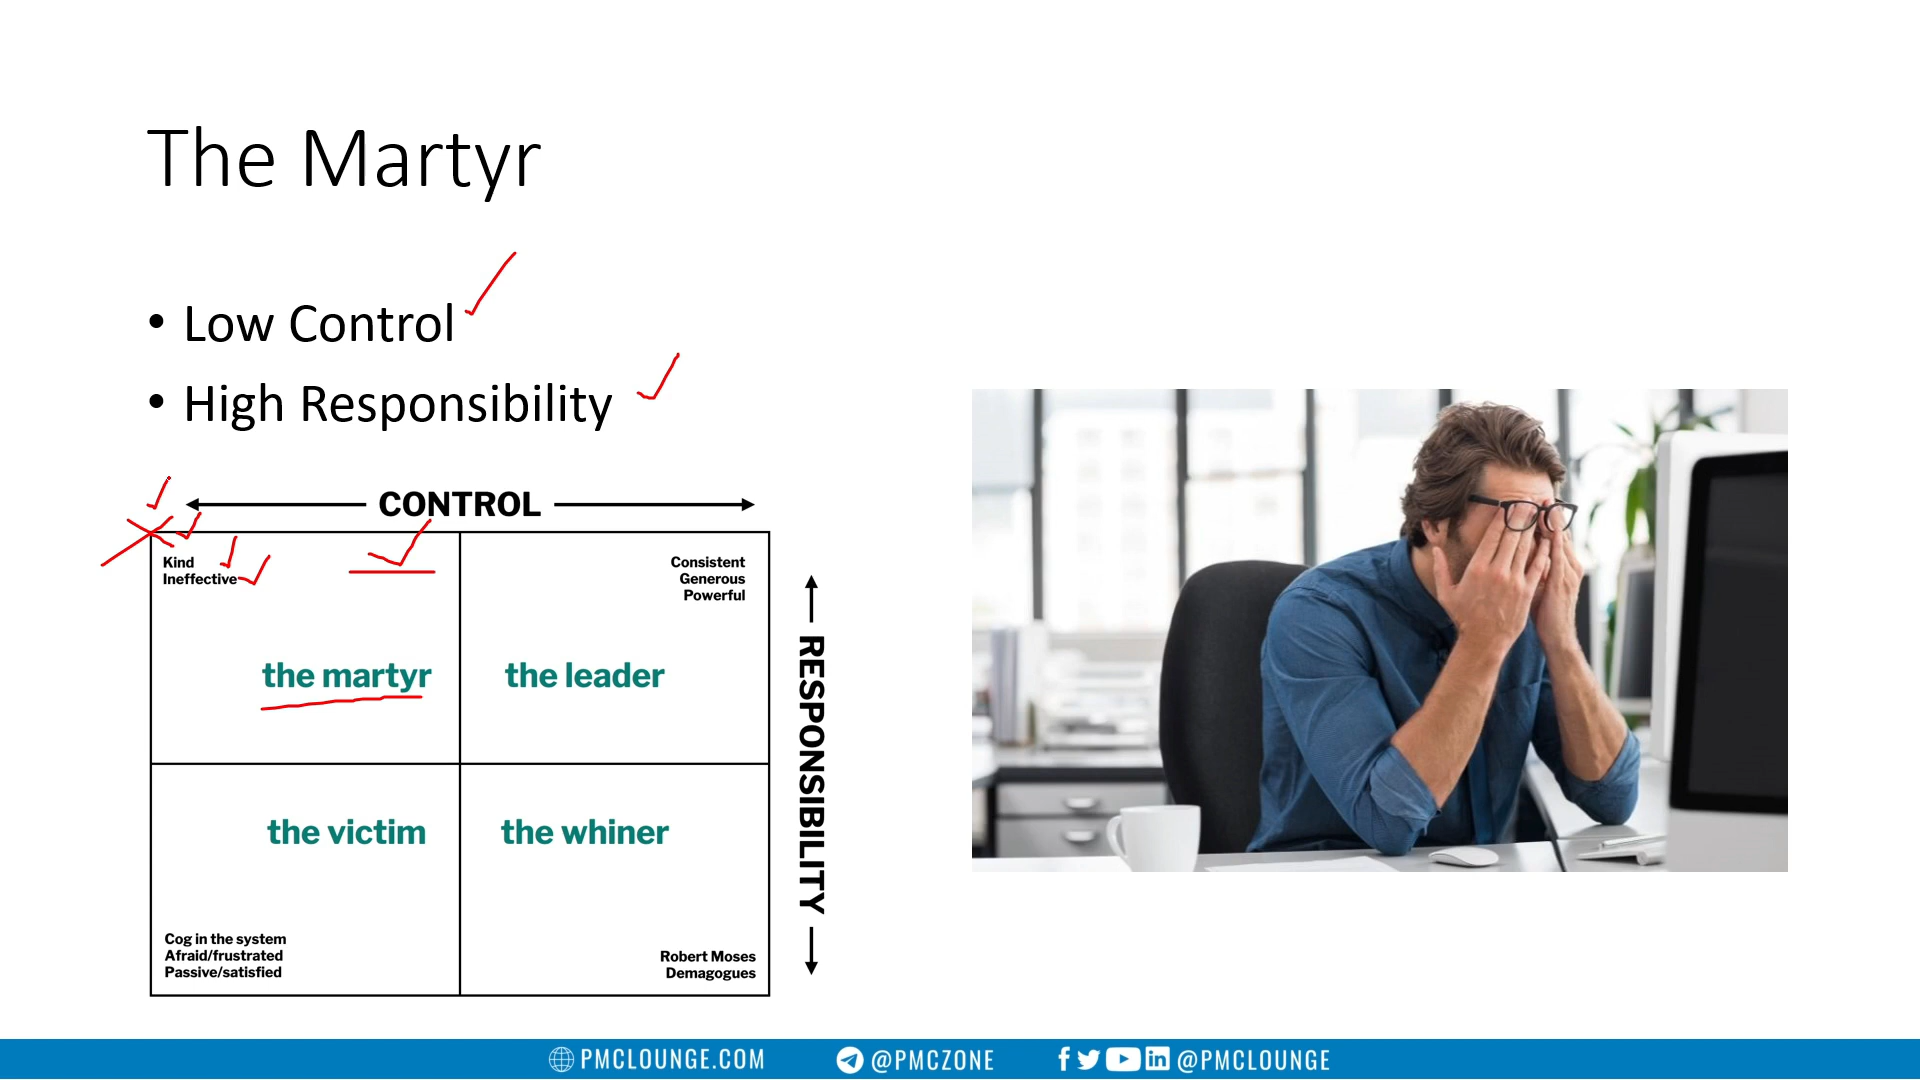 The Martyr
• Low Control
• High Responsibility
CONTROL
Kind
Ineffective
Consistent
Generous
Powerful
the martyr
the leader
RESPONSIBILITY
the victim
the whiner
Cog in the system
Afraid/frustrated
Passive/satisfied
Robert Moses
Demagogues
PMCLOUNGE.COM
@PMCZONE
@PMCLOUNGE